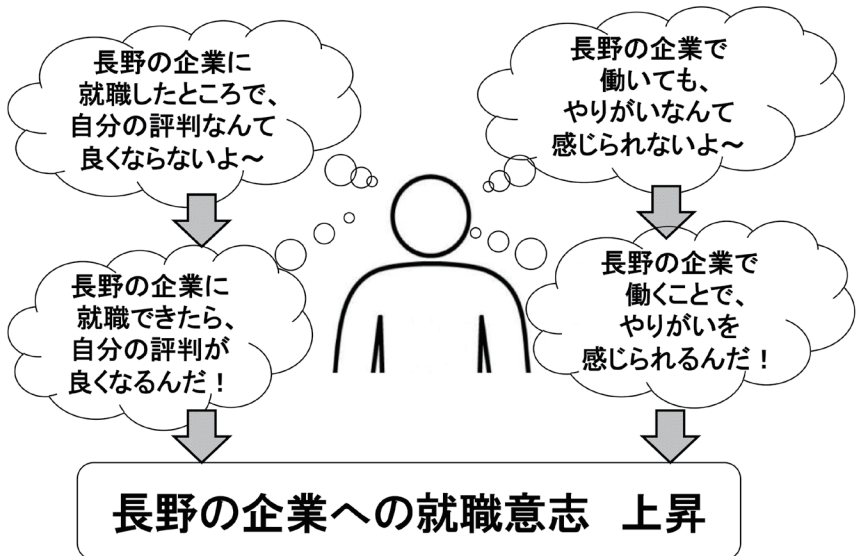 長野の企業に
就職したところで、
自分の評判なんて
良くならないよ～
長野の企業で
働いても、
やりがいなんて
感じられないよ～
長野の企業に
就職できたら、
自分の評判が
良くなるんだ！
長野の企業で
働くことで、
やりがいを
感じられるんだ！
長野の企業への就職意志　上昇